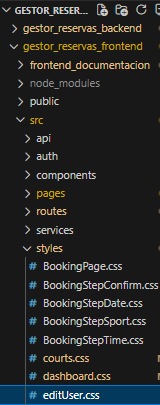 GESTOR_RESER...
gestor_reservas_backend
gestor_reservas_frontend
frontend_documentacion
node_modules
public
src
api
auth
components
pages
routes
services
styles
# BookingPage.css
# BookingStepConfirm.css
# BookingStepDate.css
# BookingStepSport.css
# BookingStepTime.css
# courts.css
# dashboard.css
# editUser.css